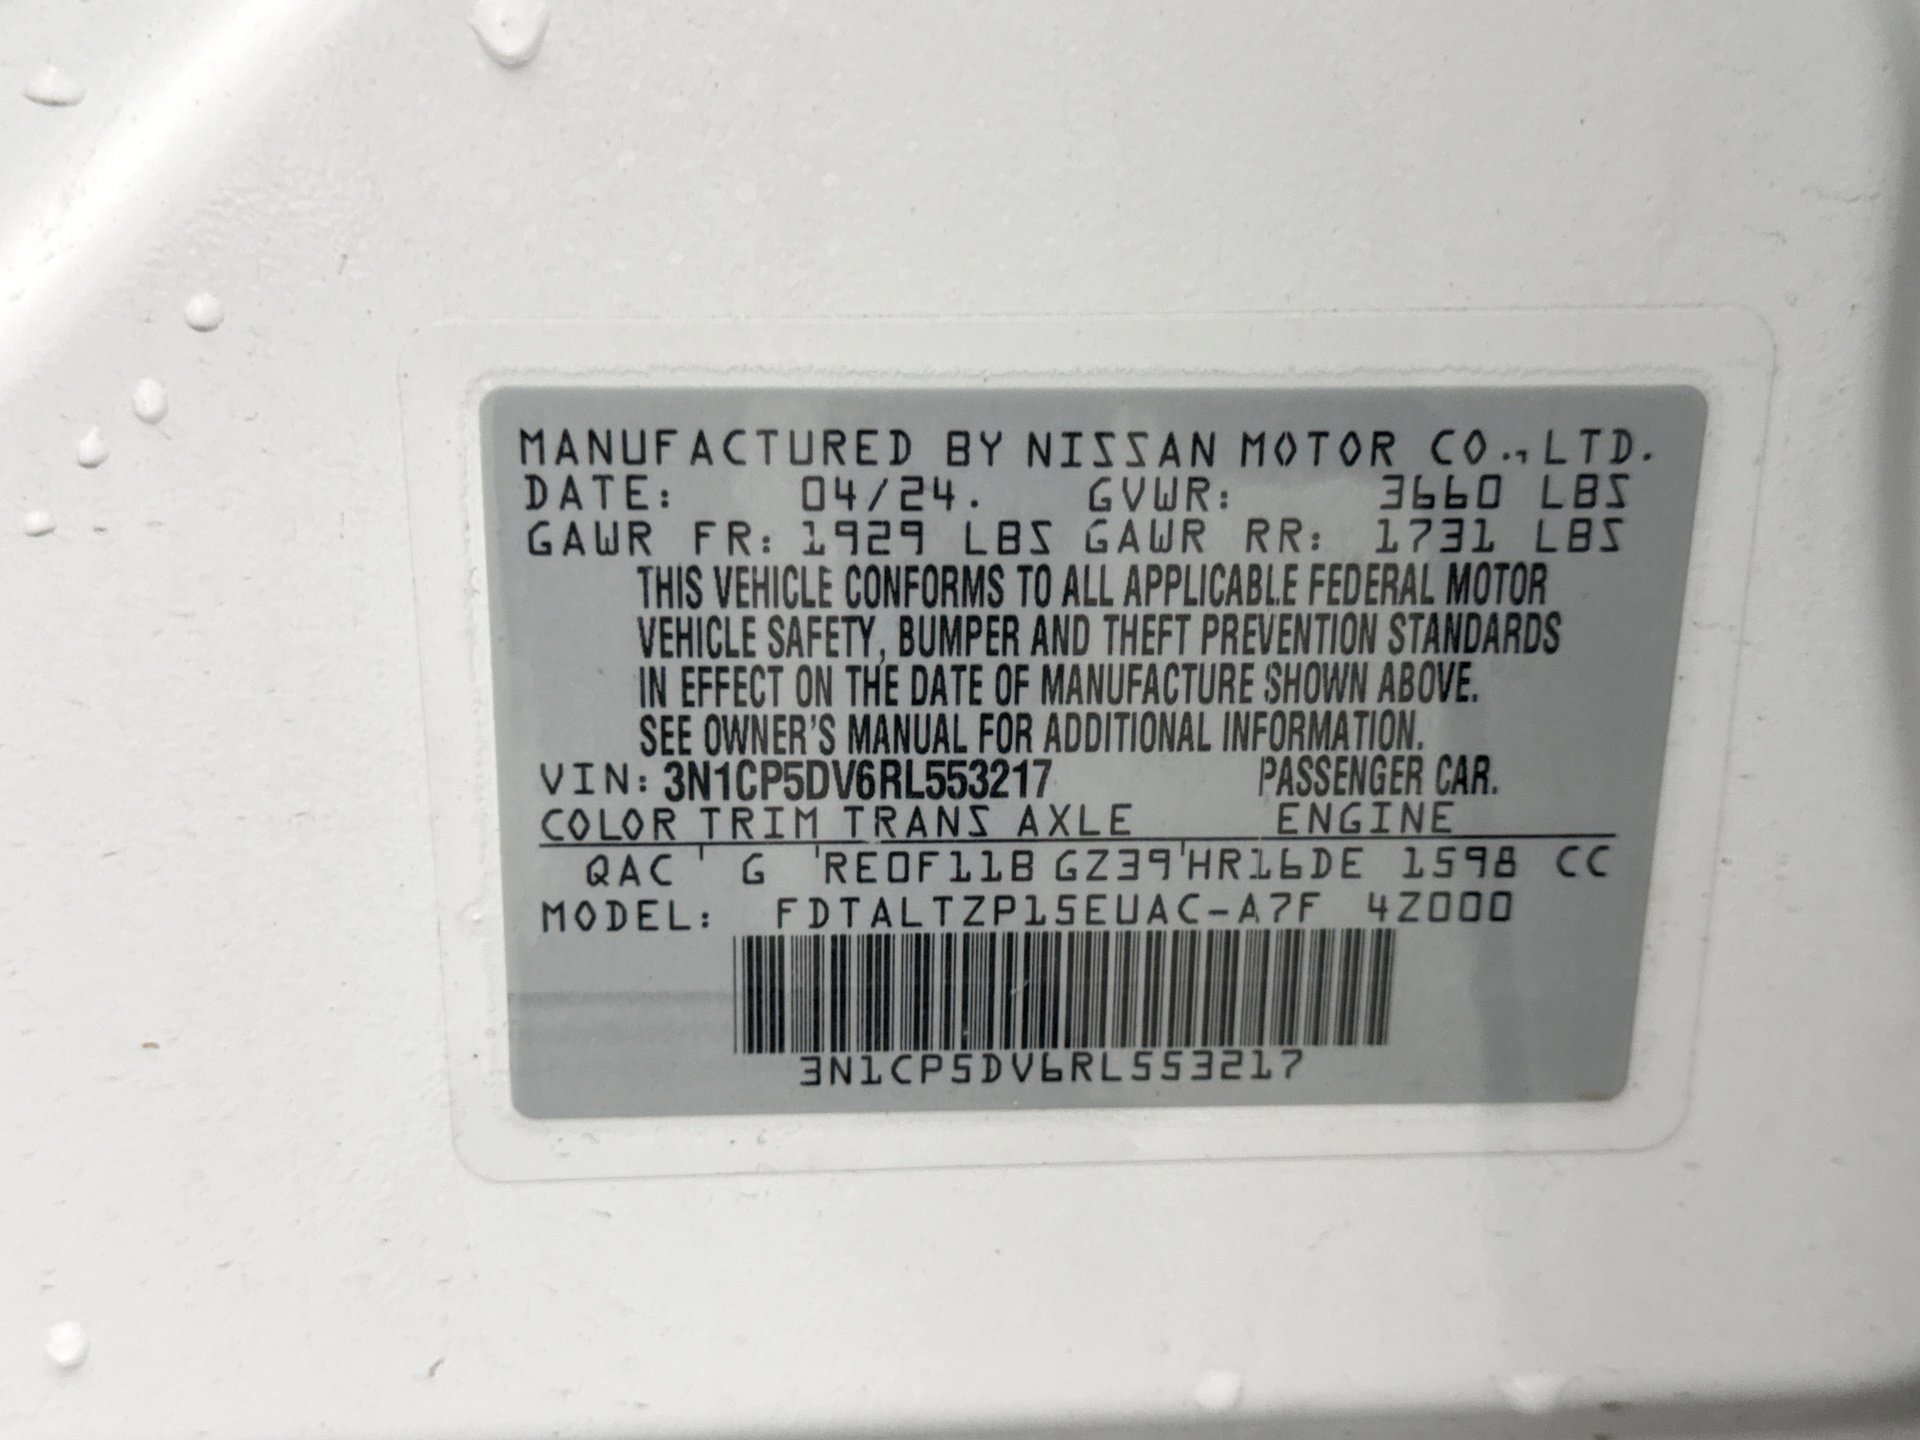 MANUFACTURED BY NISSAN MOTOR CO.,LTD.
DATE: 04/24. GVWR: 3660 LBS
GAWR FR: 1929 LBS GAWR RR: 1731 LBS
THIS VEHICLE CONFORMS TO ALL APPLICABLE FEDERAL MOTOR
VEHICLE SAFETY, BUMPER AND THEFT PREVENTION STANDARDS
IN EFFECT ON THE DATE OF MANUFACTURE SHOWN ABOVE.
SEE OWNER'S MANUAL FOR ADDITIONAL INFORMATION.
VIN: 3N1CP5DV6RL553217 PASSENGER CAR.
COLOR TRIM TRANS AXLE ENGINE
QAC G RE0F11B GZ39 HR16DE 1598 CC
MODEL: FDTALTZP15EUAC-A7F 4Z000
3N1CP5DV6RL553217